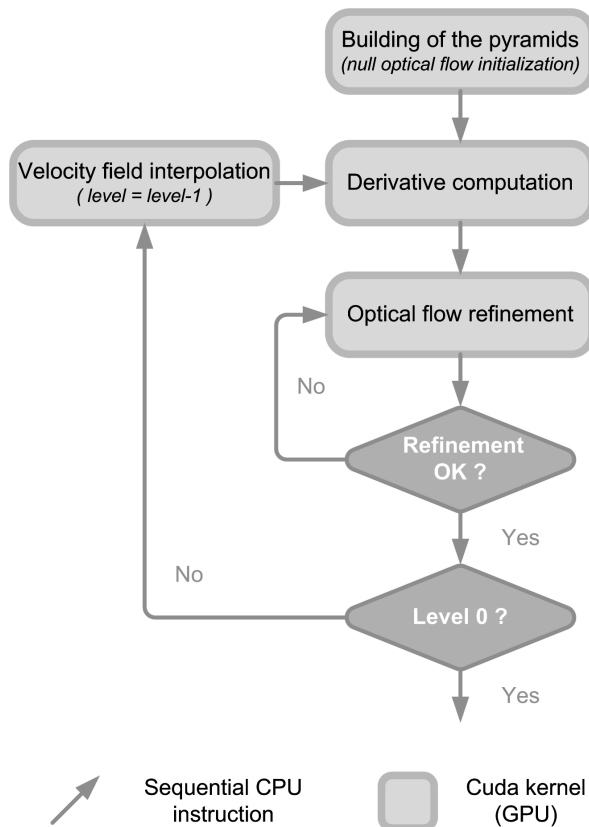 Building of the pyramids
(null optical flow initialization)
Velocity field interpolation
( level = level-1 )
Derivative computation
Optical flow refinement
No
Refinement
OK ?
Yes
No
Level 0 ?
Yes
Sequential CPU
instruction
Cuda kernel
(GPU)